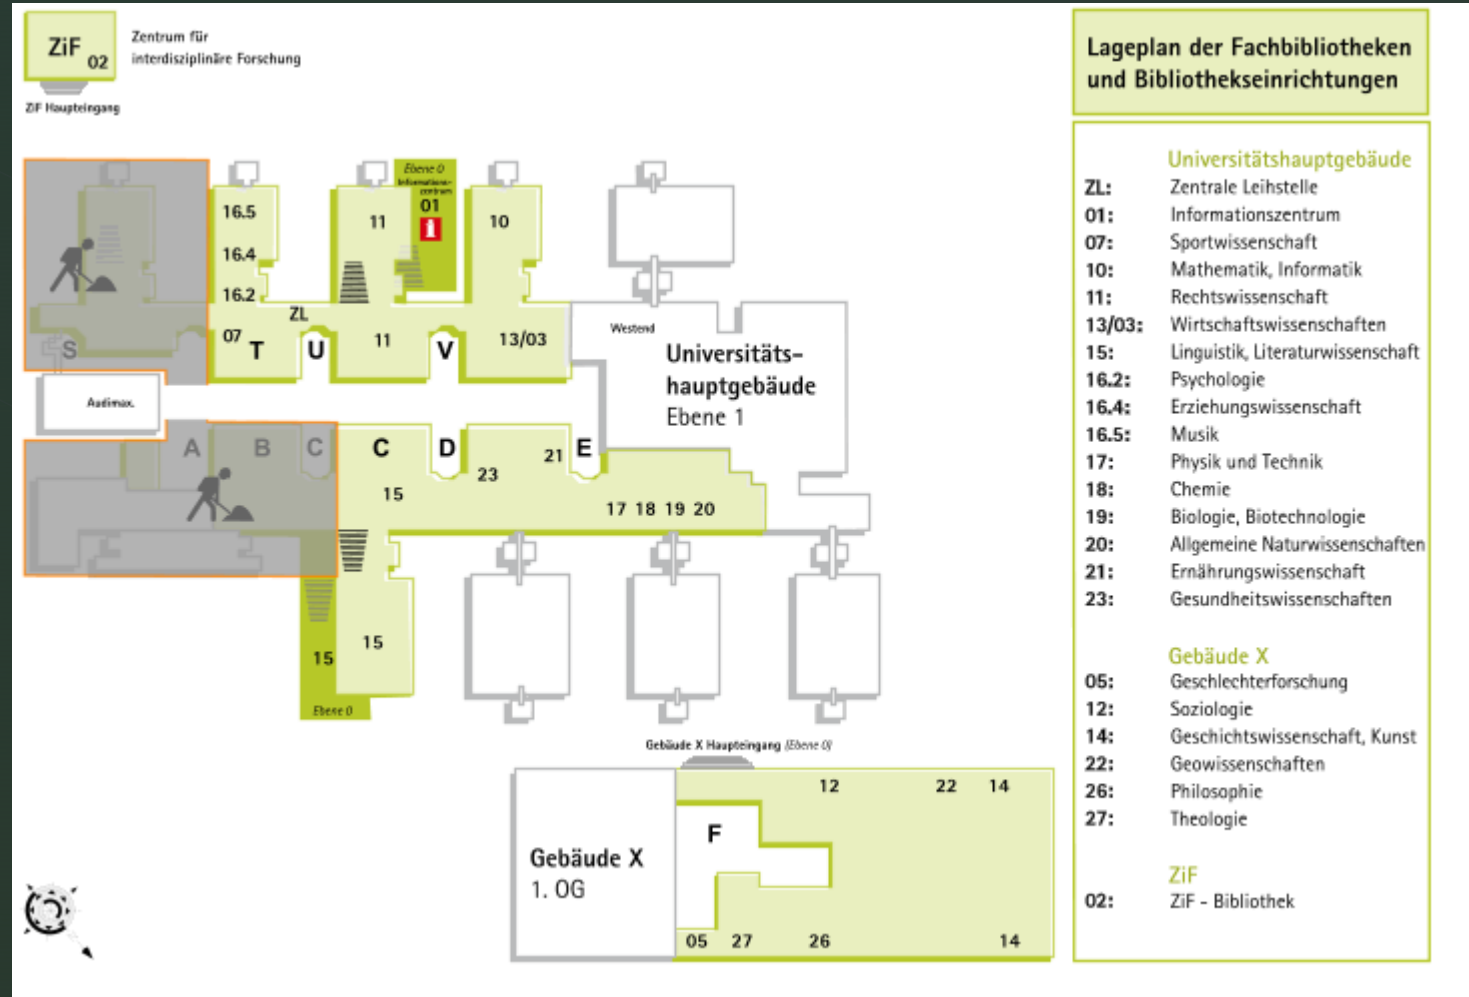 ZiF 02
Zentrum für
interdisziplinäre Forschung
ZiF Haupteingang
Lageplan der Fachbibliotheken
und Bibliothekseinrichtungen
Ebene 0
Informations-
zentrum
01
16.5
11
10
16.4
16.2
ZL
07
T
U
11
V
13/03
S
Westend
Universitäts-
hauptgebäude
Ebene 1
Audimax.
A
B
C
C
D
21
E
23
15
17 18 19 20
15
15
Ebene 0
Gebäude X Haupteingang (Ebene 0)
12
22
14
F
Gebäude X
1. OG
05
27
26
14
Universitätshauptgebäude
ZL: Zentrale Leihstelle
01: Informationszentrum
07: Sportwissenschaft
10: Mathematik, Informatik
11: Rechtswissenschaft
13/03: Wirtschaftswissenschaften
15: Linguistik, Literaturwissenschaft
16.2: Psychologie
16.4: Erziehungswissenschaft
16.5: Musik
17: Physik und Technik
18: Chemie
19: Biologie, Biotechnologie
20: Allgemeine Naturwissenschaften
21: Ernährungswissenschaft
23: Gesundheitswissenschaften
Gebäude X
05: Geschlechterforschung
12: Soziologie
14: Geschichtswissenschaft, Kunst
22: Geowissenschaften
26: Philosophie
27: Theologie
ZiF
02: ZiF - Bibliothek